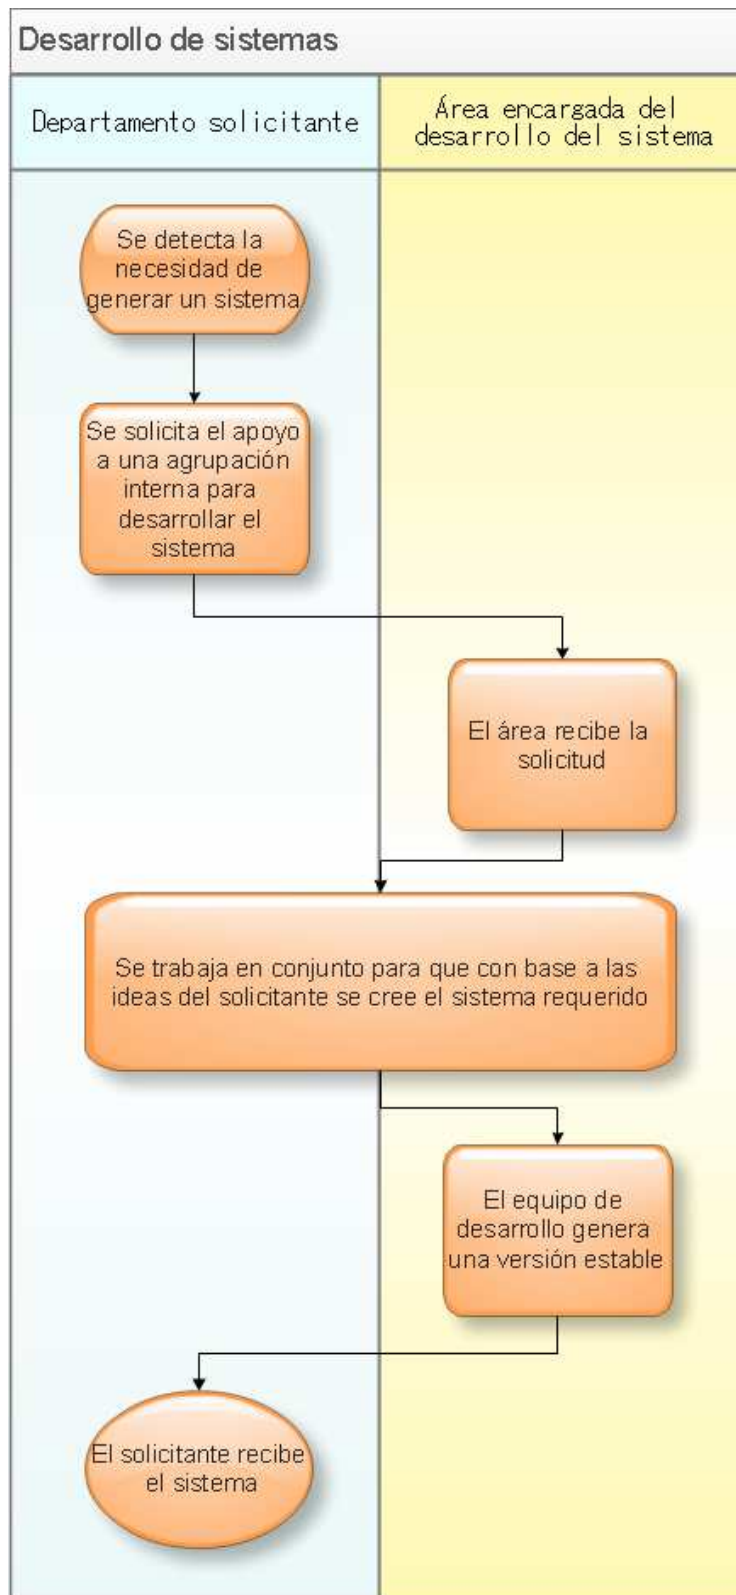 Desarrollo de sistemas
Departamento solicitante
Área encargada del
desarrollo del sistema
Se detecta la
necesidad de
generar un sistema
Se solicita el apoyo
a una agrupación
interna para
desarrollar el
sistema
El área recibe la
solicitud
Se trabaja en conjunto para que con base a las
ideas del solicitante se cree el sistema requerido
El equipo de
desarrollo genera
una versión estable
El solicitante recibe
el sistema